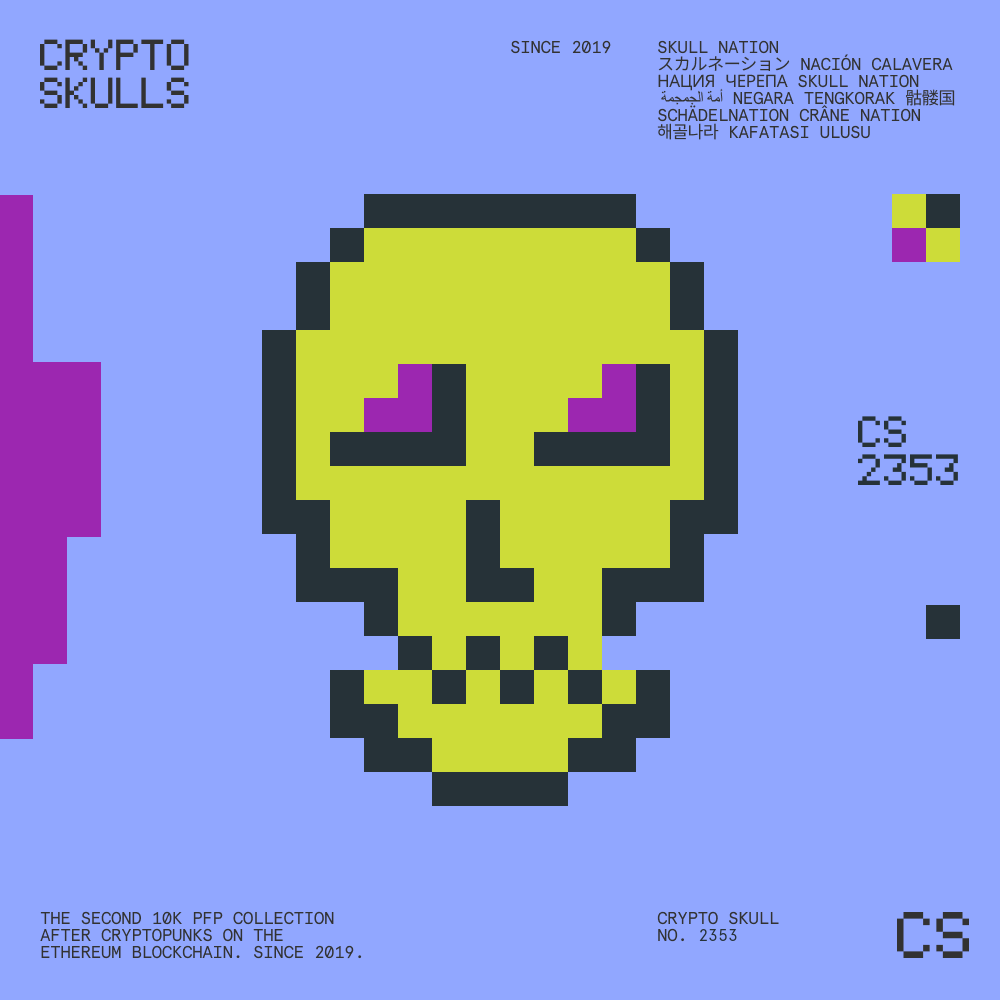 CRYPTO
SKULLS
SINCE 2019
SKULL NATION
スカルネーション NACIÓN CALAVERA
НАЦИЯ ЧЕРЕПА SKULL NATION
أمة الجمجمة NEGARA TENGKORAK 骷髅国
SCHÄDELNATION CRÂNE NATION
해골나라 KAFATASI ULUSU
CS
2353
THE SECOND 10K PFP COLLECTION
AFTER CRYPTOPUNKS ON THE
ETHEREUM BLOCKCHAIN. SINCE 2019.
CRYPTO SKULL
NO. 2353
CS